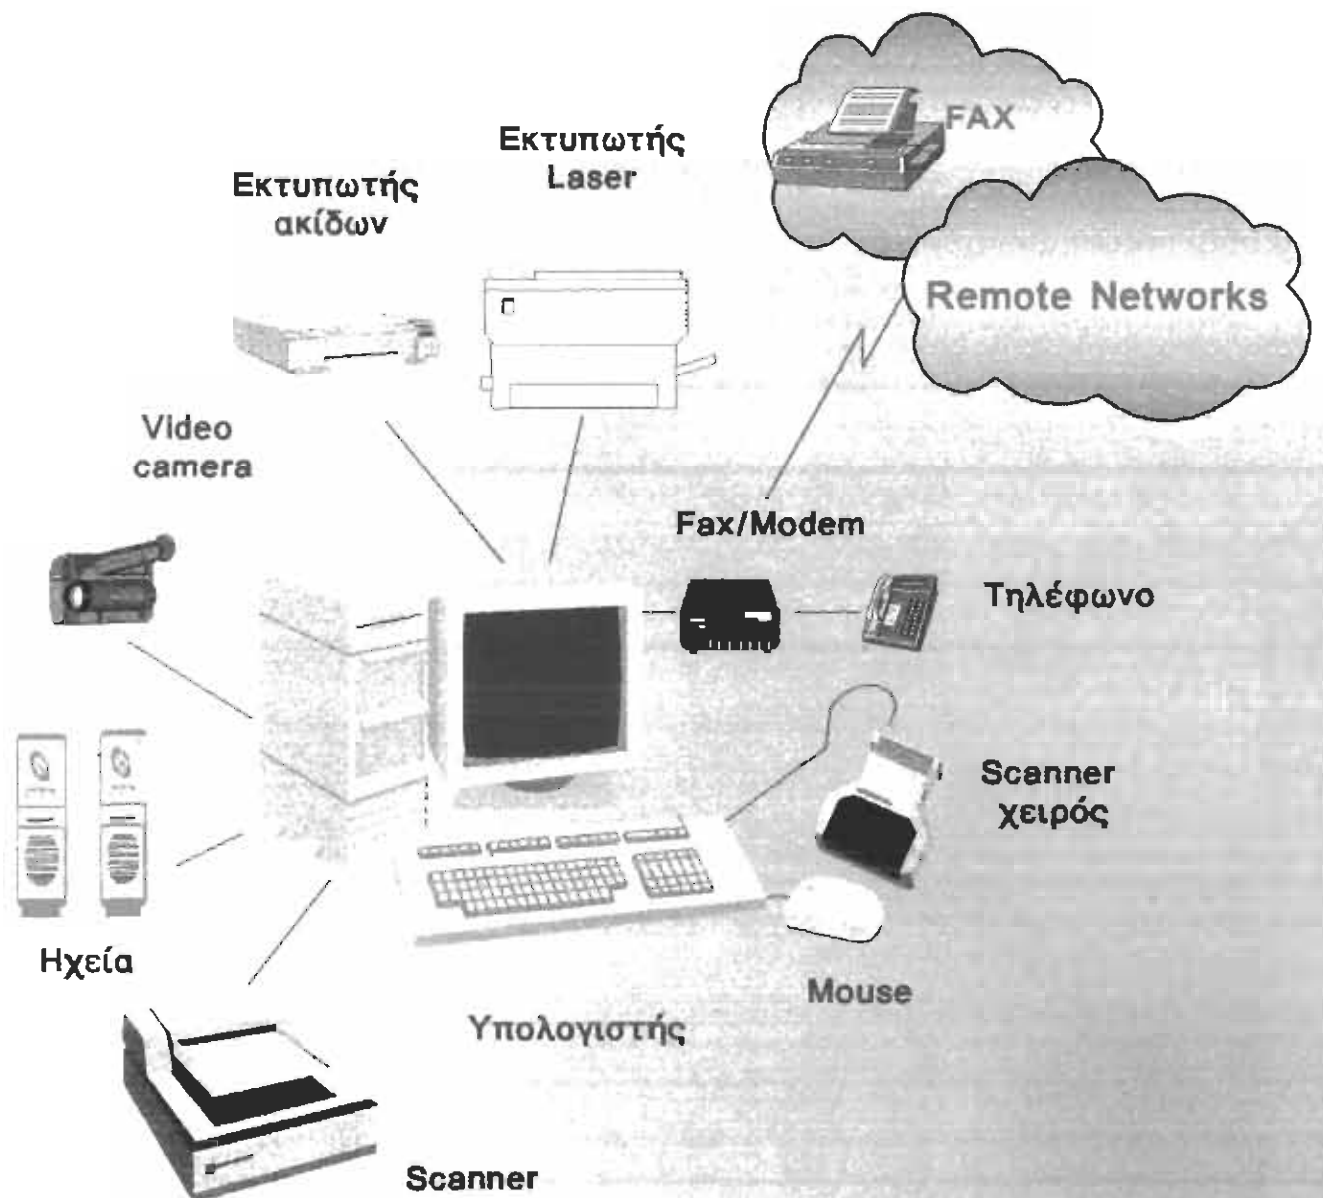 FAX
Εκτυπωτής
Laser
Εκτυπωτής
ακίδων
Remote Networks
Video
camera
Fax/Modem
Τηλέφωνο
Scanner
χειρός
Ηχεία
Mouse
Υπολογιστής
Scanner